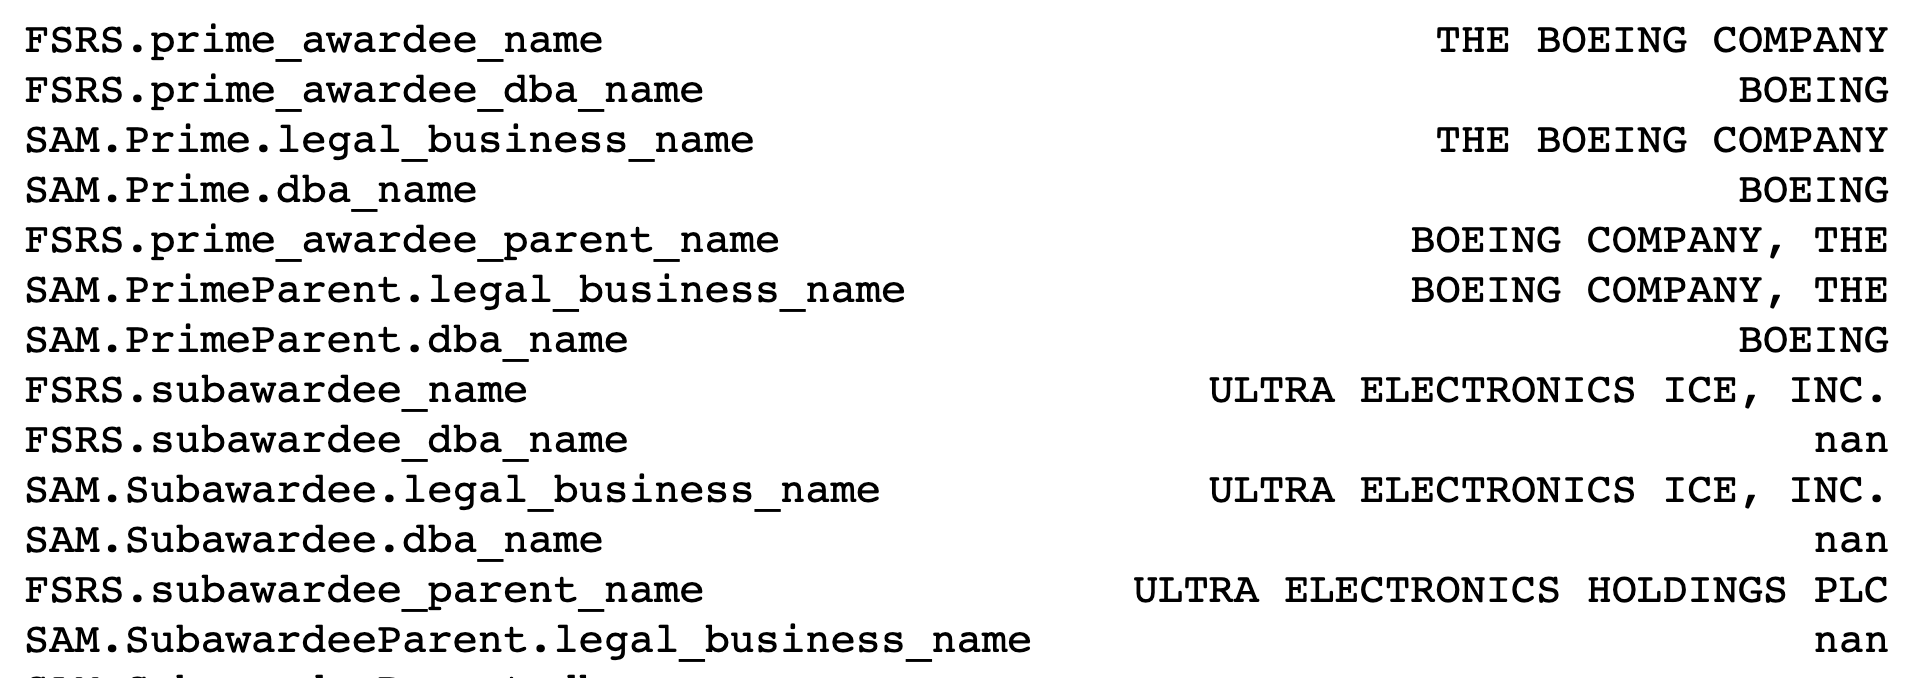 FSRS.prime_awardee_name THE BOEING COMPANY
FSRS.prime_awardee_dba_name BOEING
SAM.Prime.legal_business_name THE BOEING COMPANY
SAM.Prime.dba_name BOEING
FSRS.prime_awardee_parent_name BOEING COMPANY, THE
SAM.PrimeParent.legal_business_name BOEING COMPANY, THE
SAM.PrimeParent.dba_name BOEING
FSRS.subawardee_name ULTRA ELECTRONICS ICE, INC.
FSRS.subawardee_dba_name nan
SAM.Subawardee.legal_business_name ULTRA ELECTRONICS ICE, INC.
SAM.Subawardee.dba_name nan
FSRS.subawardee_parent_name ULTRA ELECTRONICS HOLDINGS PLC
SAM.SubawardeeParent.legal_business_name nan